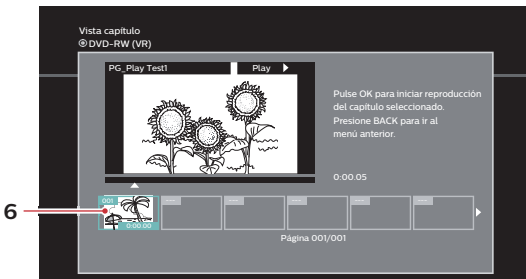 Vista capítulo
DVD-RW (VR)
PG_Play Test1 Play
Pulse OK para iniciar reproducción
del capítulo seleccionado.
Presione BACK para ir al
menú anterior.
0:00.05
6
001 --- --- --- --- ---
0:00.00
Página 001/001